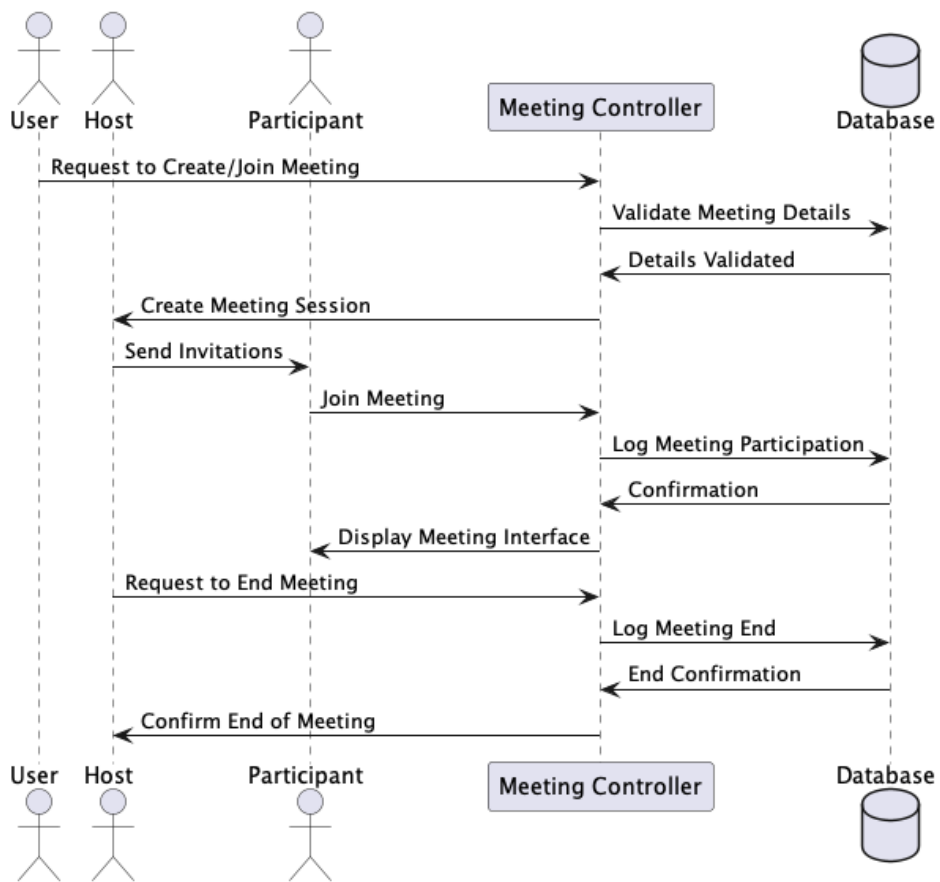 User Host Participant Meeting Controller Database
Request to Create/Join Meeting
Validate Meeting Details
Details Validated
Create Meeting Session
Send Invitations
Join Meeting
Log Meeting Participation
Confirmation
Display Meeting Interface
Request to End Meeting
Log Meeting End
End Confirmation
Confirm End of Meeting
User Host Participant Meeting Controller Database